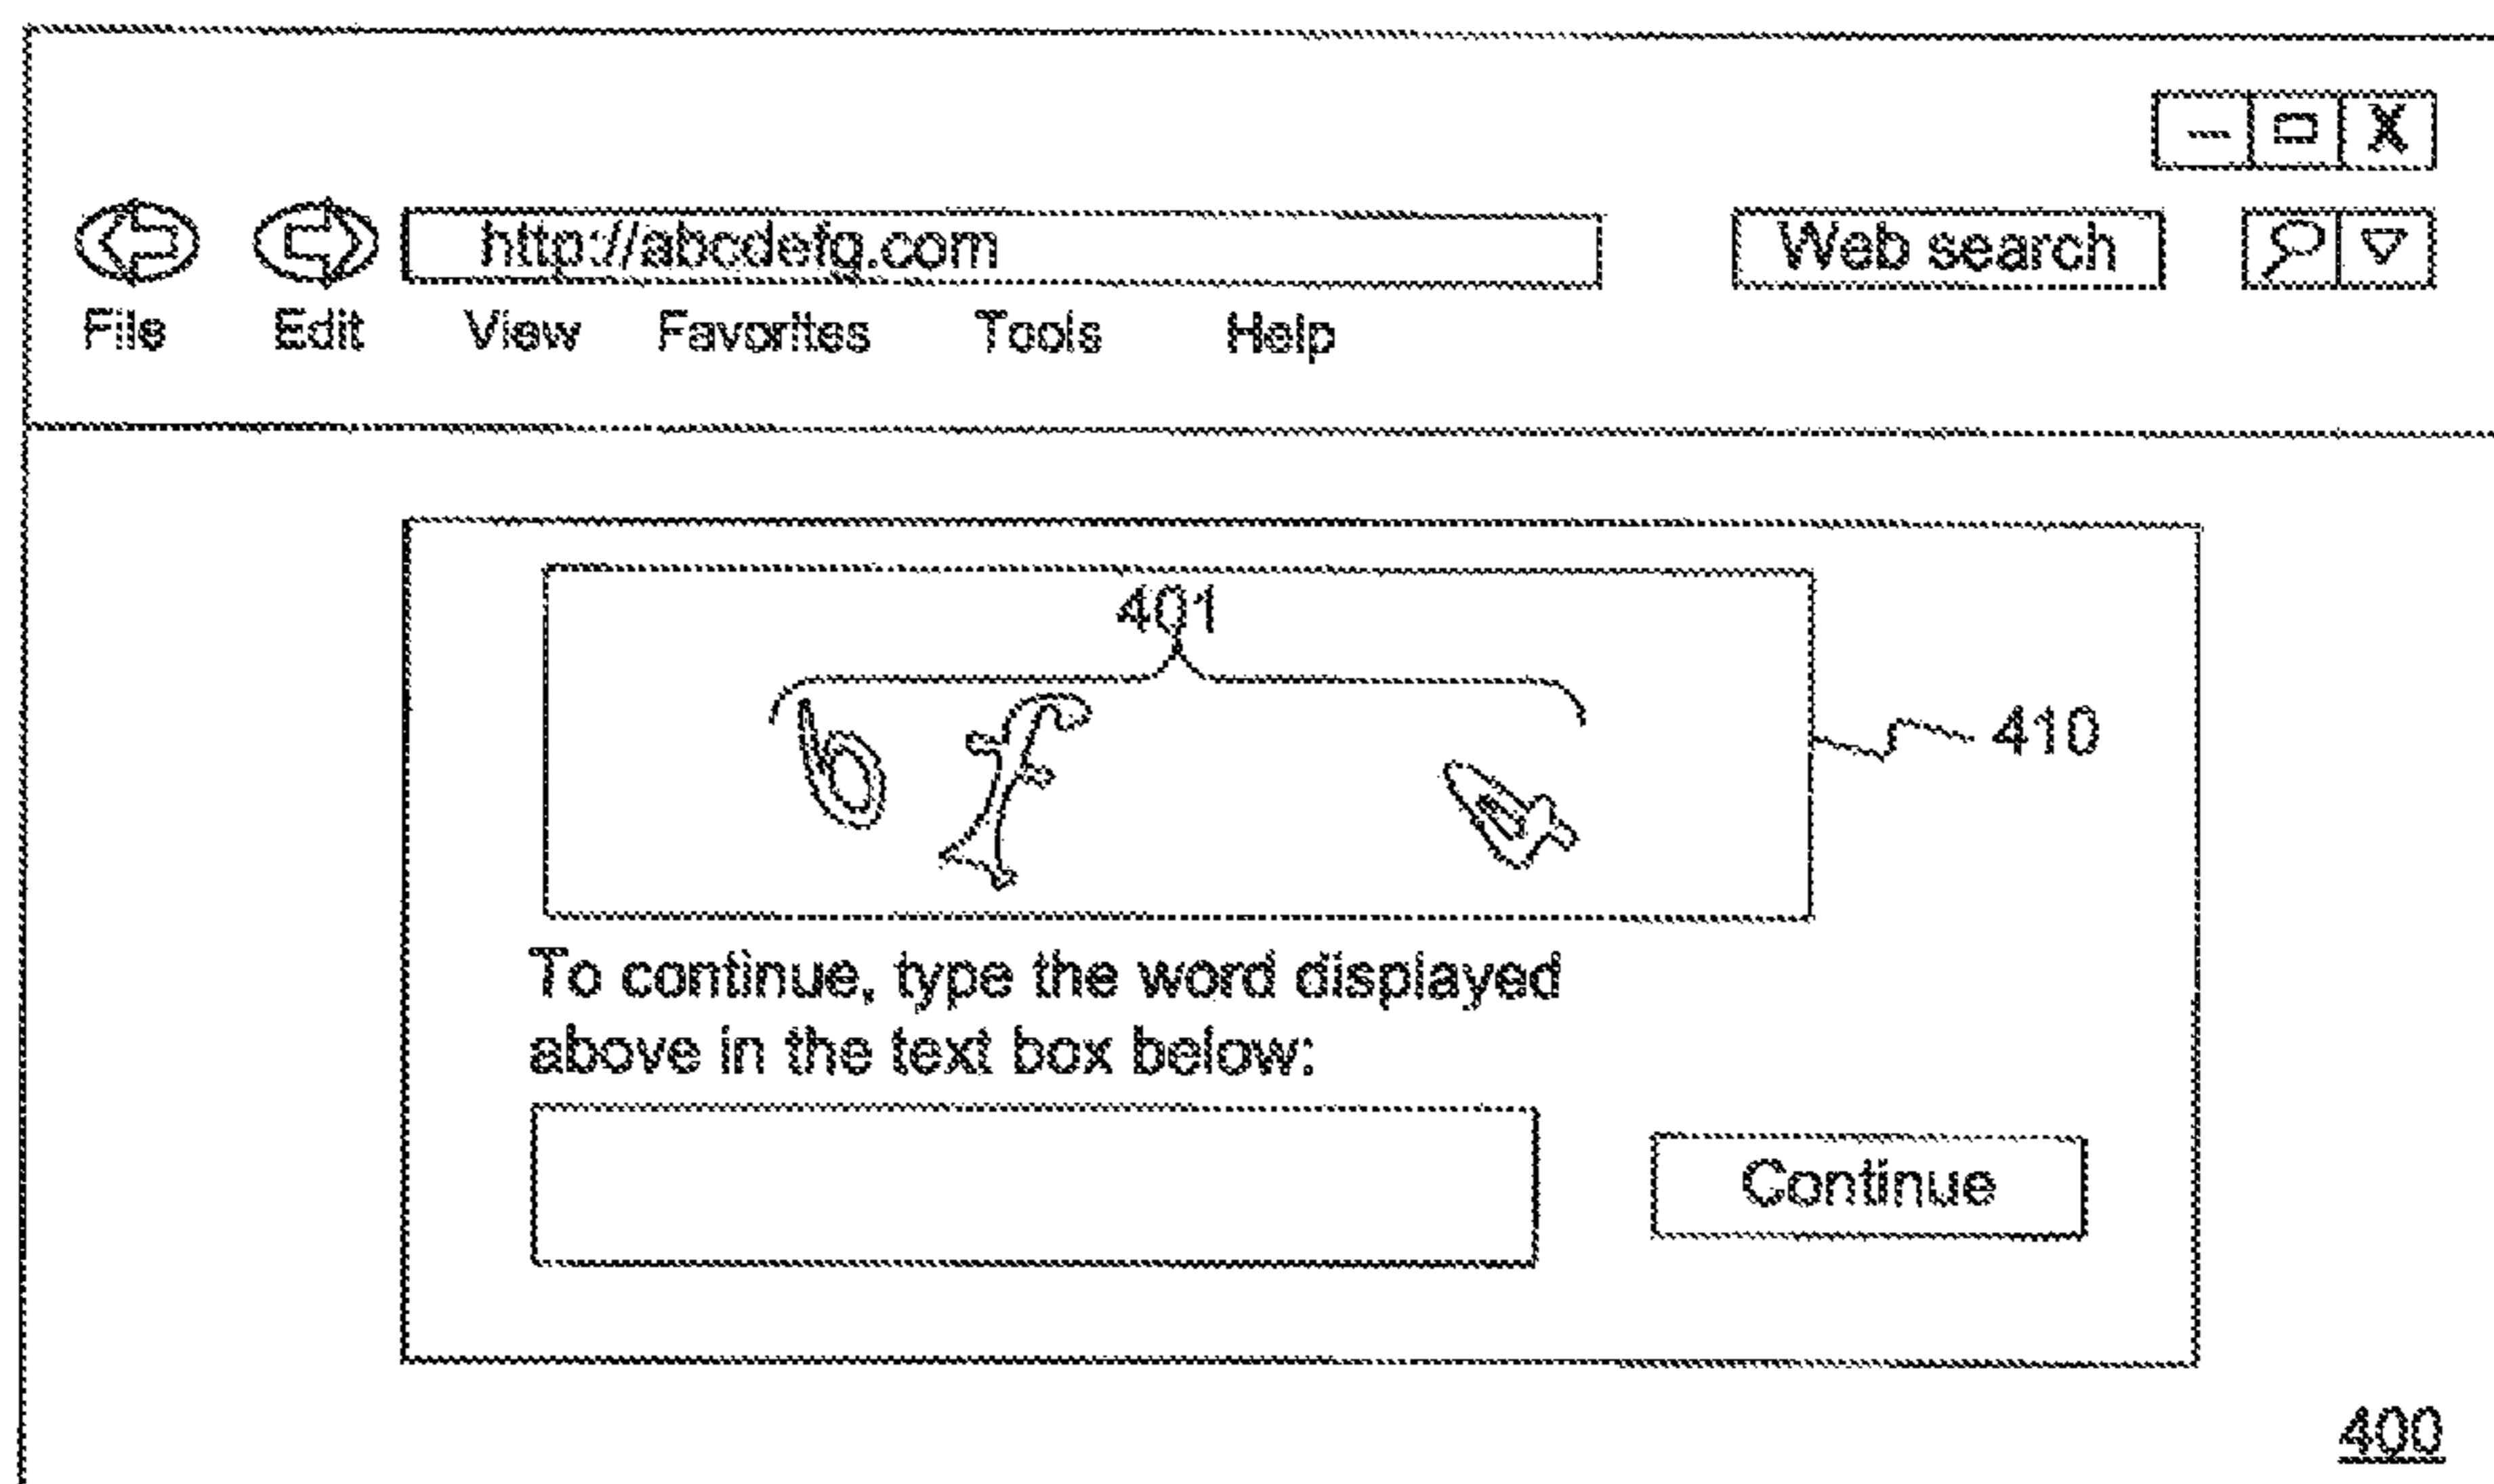 X
http://abcdefg.com Web search
File Edit View Favorites Tools Help
401
b f 4
410
To continue, type the word displayed
above in the text box below:
Continue
400